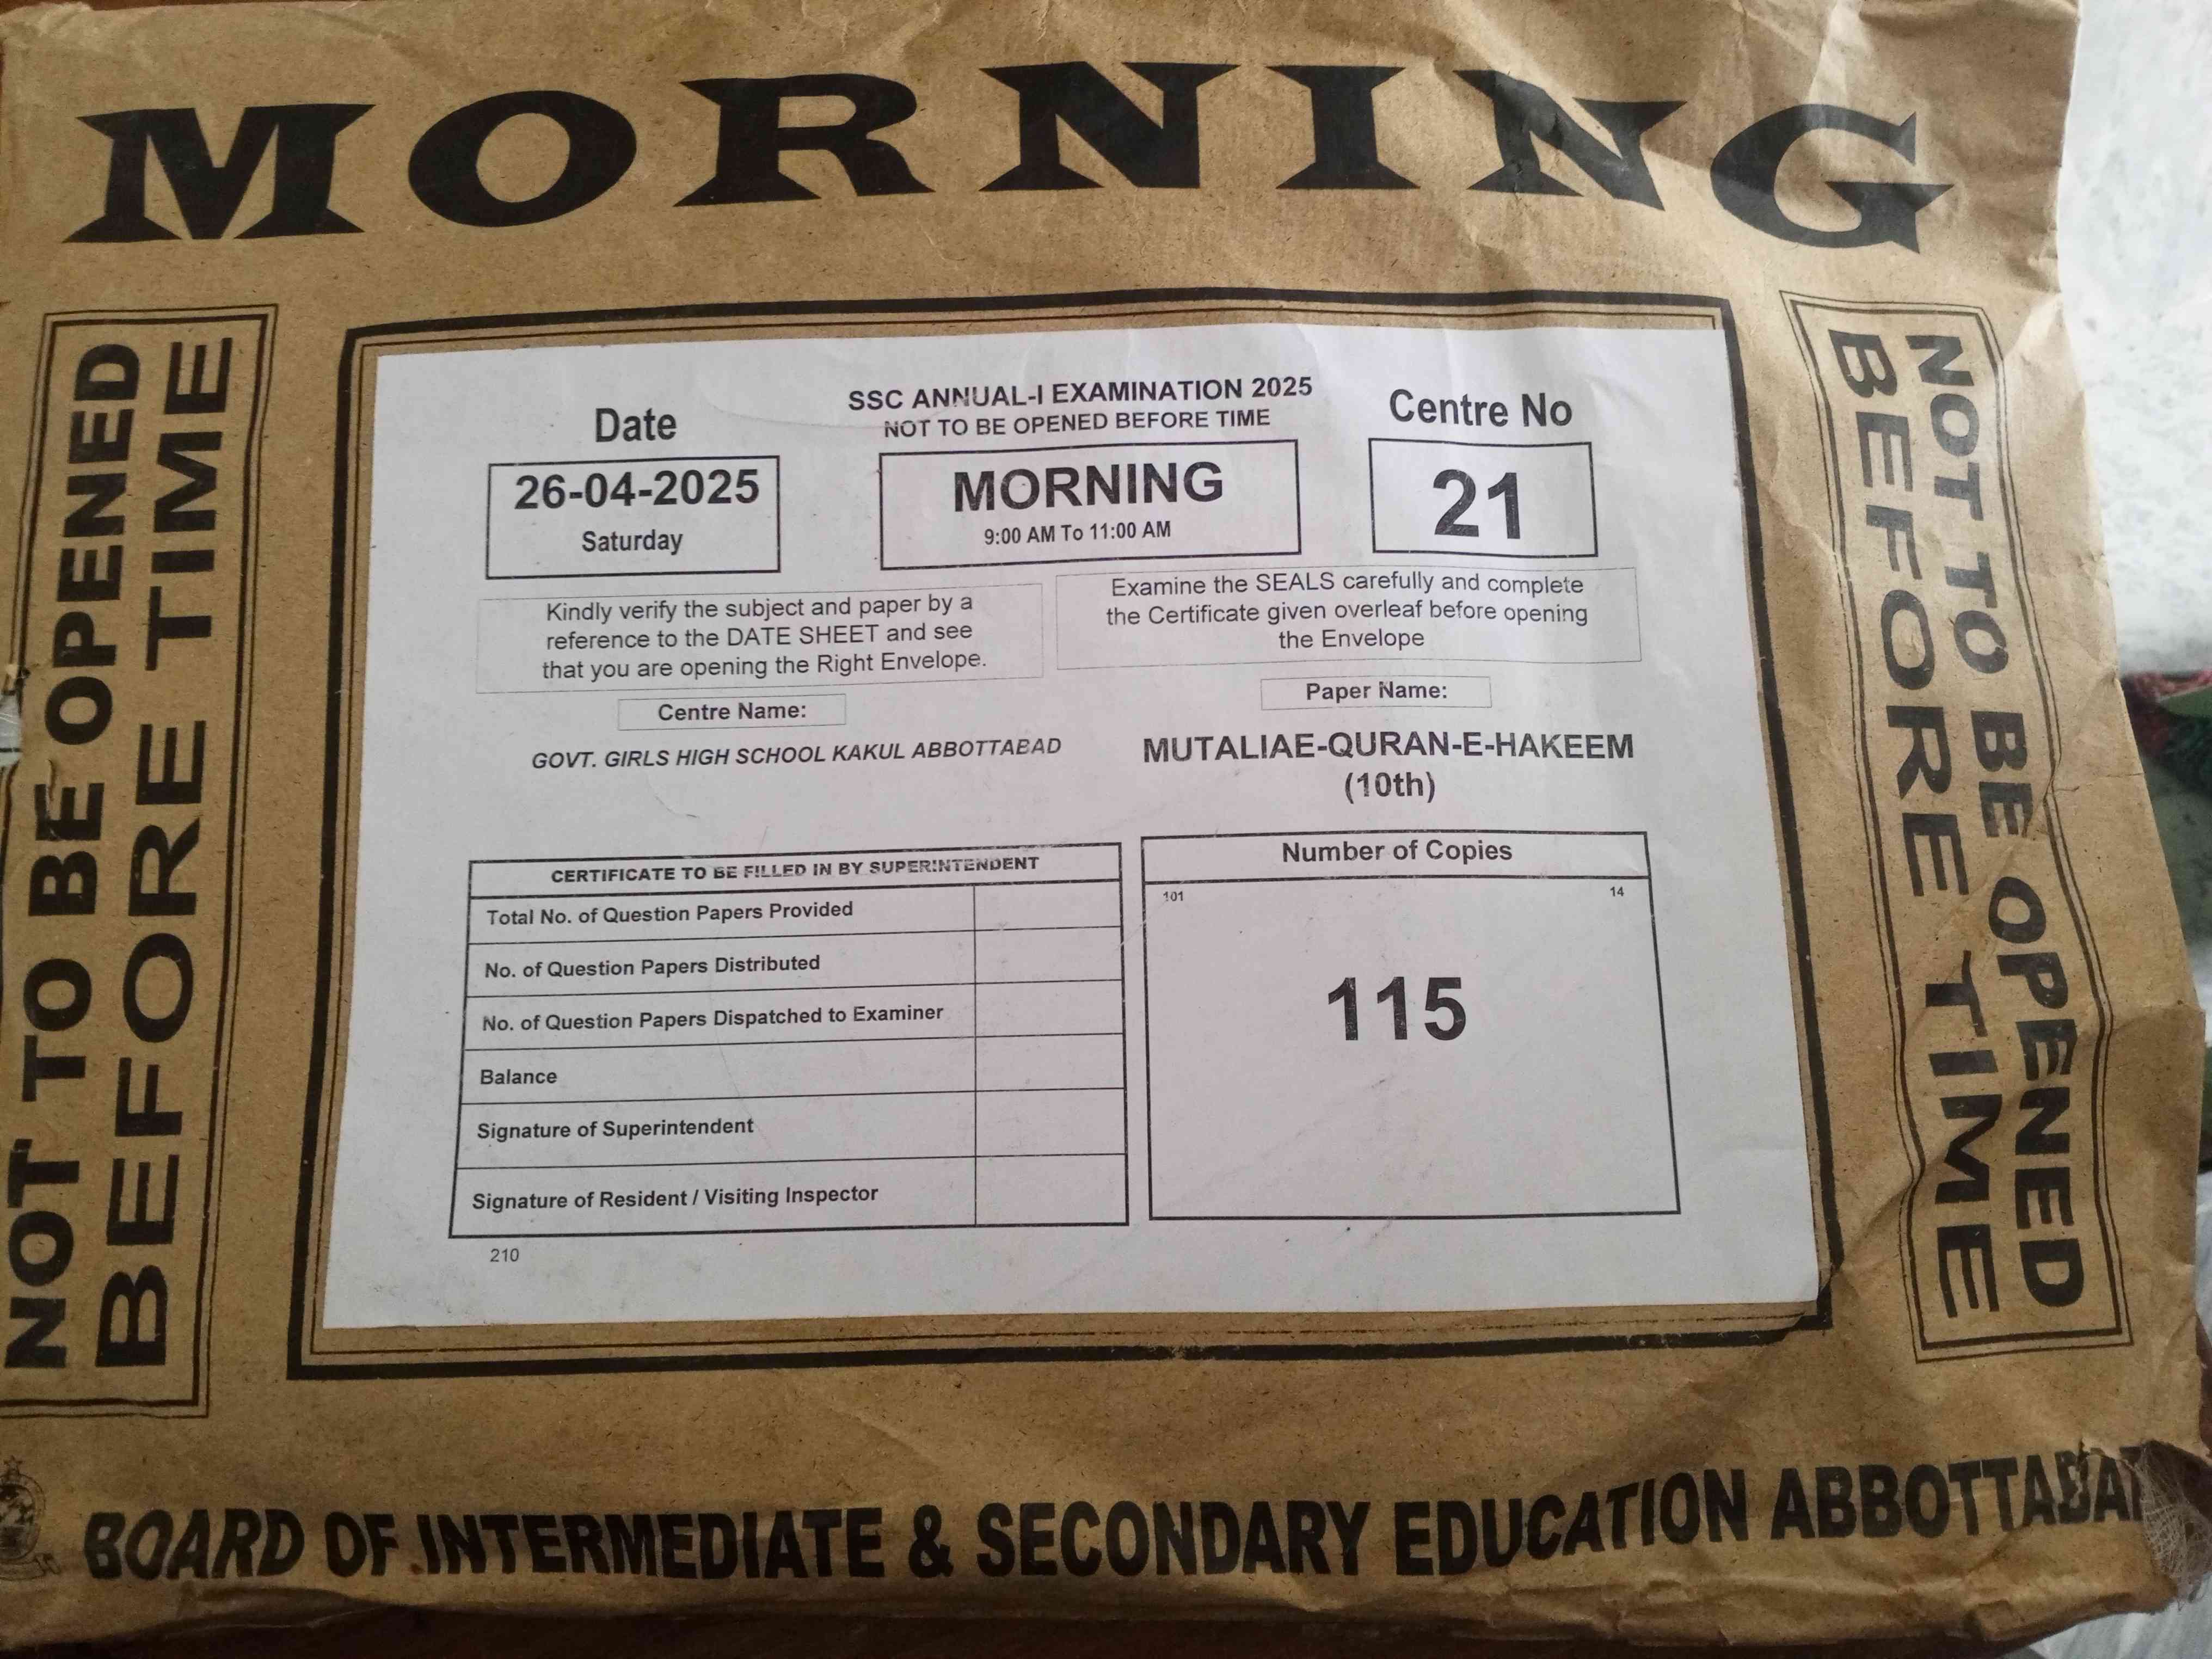 MORNING
NOT TO BE OPENED
BEFORE TIME
SSC ANNUAL-I EXAMINATION 2025
NOT TO BE OPENED BEFORE TIME
Date
26-04-2025
Saturday
MORNING
9:00 AM To 11:00 AM
Centre No
21
Kindly verify the subject and paper by a
reference to the DATE SHEET and see
that you are opening the Right Envelope.
Examine the SEALS carefully and complete
the Certificate given overleaf before opening
the Envelope
Centre Name:
GOVT. GIRLS HIGH SCHOOL KAKUL ABBOTTABAD
Paper Name:
MUTALIAE-QURAN-E-HAKEEM
(10th)
CERTIFICATE TO BE FILLED IN BY SUPERINTENDENT
Total No. of Question Papers Provided
No. of Question Papers Distributed
No. of Question Papers Dispatched to Examiner
Balance
Signature of Superintendent
Signature of Resident / Visiting Inspector
210
Number of Copies
101 14
115
NOT TO BE OPENED
BEFORE TIME
BOARD OF INTERMEDIATE & SECONDARY EDUCATION ABBOTTABA